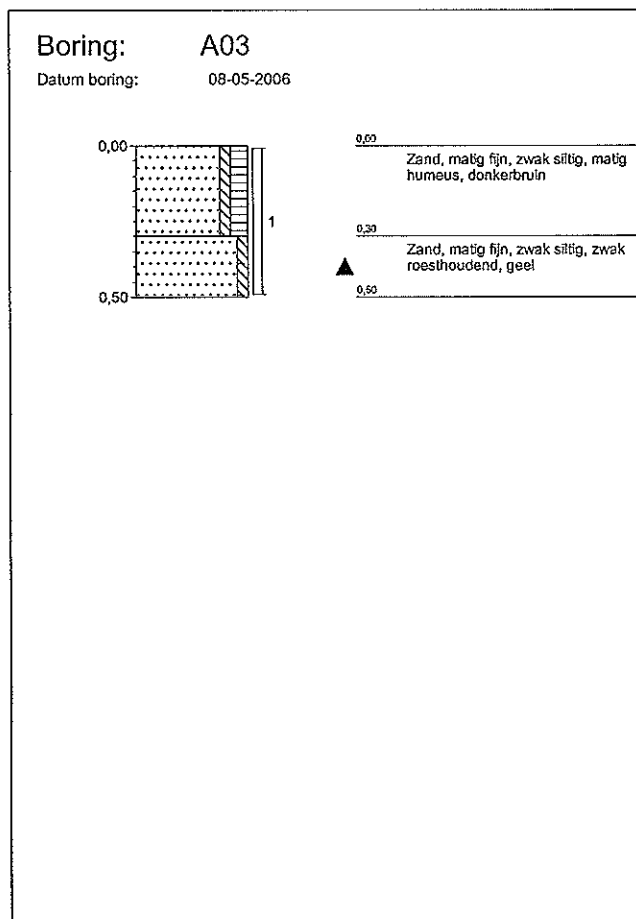 Boring: A03
Datum boring: 08-05-2006
0,00
0,50
1
0,00
Zand, matig fijn, zwak siltig, matig
humeus, donkerbruin
0,30
Zand, matig fijn, zwak siltig, zwak
roesthoudend, geel
0,50